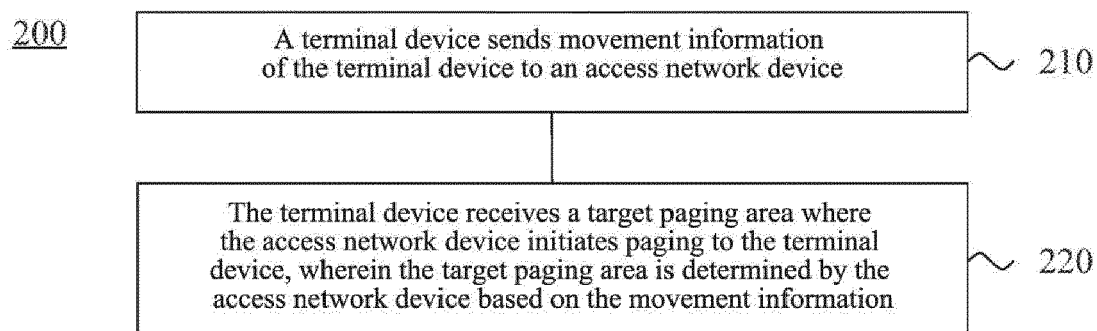 200
A terminal device sends movement information
of the terminal device to an access network device
210
The terminal device receives a target paging area where
the access network device initiates paging to the terminal
device, wherein the target paging area is determined by the
access network device based on the movement information
220